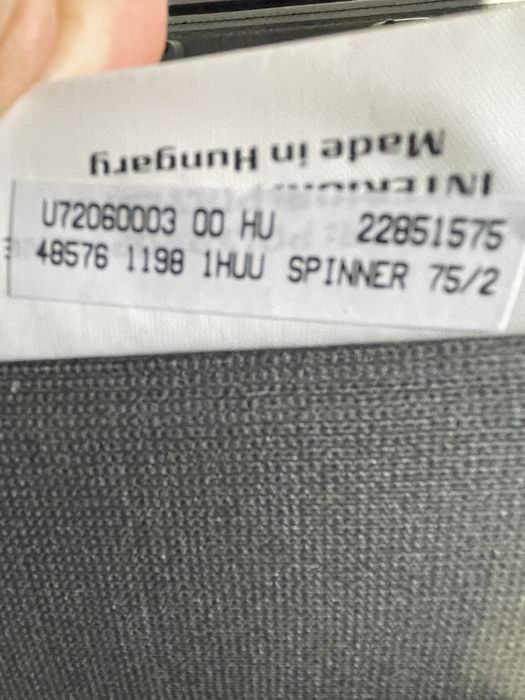 Made in Hungary
U72060003 00 HU 22851575
48576 1198 1HUU SPINNER 75/2